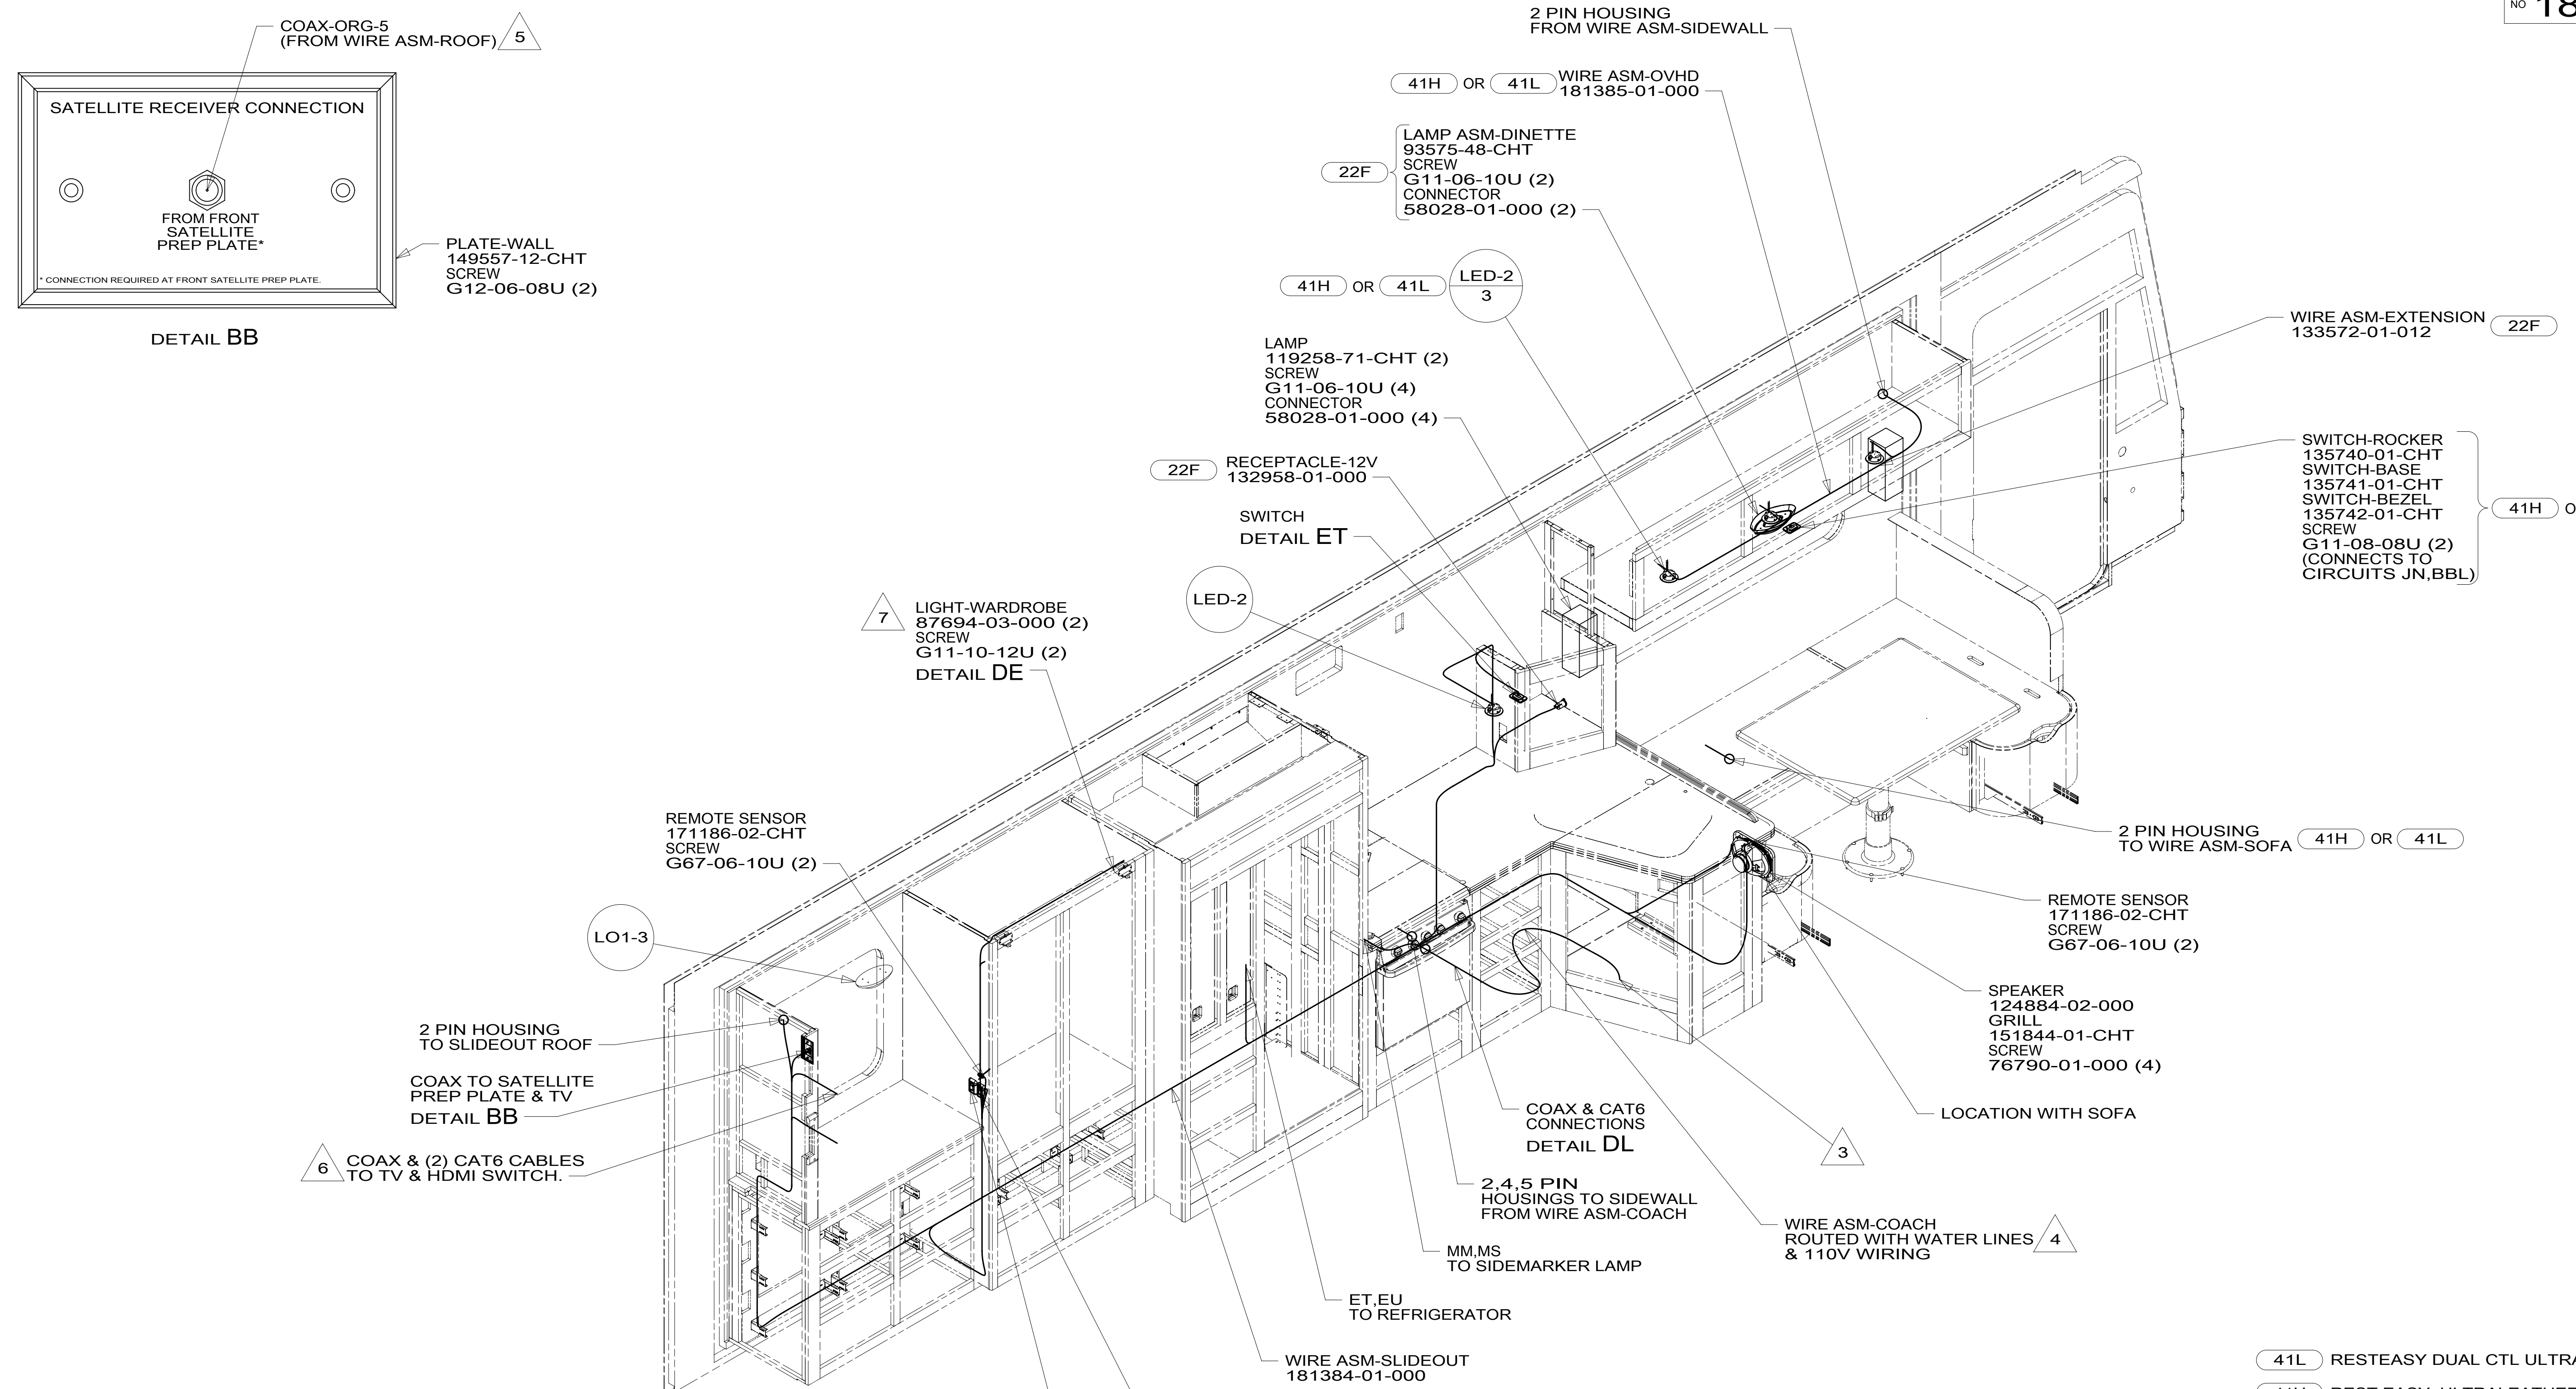 COAX-ORG-5
(FROM WIRE ASM-ROOF) 5
SATELLITE RECEIVER CONNECTION
FROM FRONT
SATELLITE
PREP PLATE*
* CONNECTION REQUIRED AT FRONT SATELLITE PREP PLATE.
PLATE-WALL
149557-12-CHT
SCREW
G12-06-08U (2)
DETAIL BB
NO 18
2 PIN HOUSING
FROM WIRE ASM-SIDEWALL
41H OR 41L WIRE ASM-OVHD
181385-01-000
22F
LAMP ASM-DINETTE
93575-48-CHT
SCREW
G11-06-10U (2)
CONNECTOR
58028-01-000 (2)
41H OR 41L LED-2
3
LAMP
119258-71-CHT (2)
SCREW
G11-06-10U (4)
CONNECTOR
58028-01-000 (4)
22F RECEPTACLE-12V
132958-01-000
SWITCH
DETAIL ET
LED-2
7 LIGHT-WARDROBE
87694-03-000 (2)
SCREW
G11-10-12U (2)
DETAIL DE
REMOTE SENSOR
171186-02-CHT
SCREW
G67-06-10U (2)
LO1-3
2 PIN HOUSING
TO SLIDEOUT ROOF
COAX TO SATELLITE
PREP PLATE & TV
DETAIL BB
6 COAX & (2) CAT6 CABLES
TO TV & HDMI SWITCH.
WIRE ASM-EXTENSION
133572-01-012 22F
SWITCH-ROCKER
135740-01-CHT
SWITCH-BASE
135741-01-CHT
SWITCH-BEZEL
135742-01-CHT
SCREW
G11-08-08U (2)
(CONNECTS TO
CIRCUITS JN,BBL)
41H O
2 PIN HOUSING
TO WIRE ASM-SOFA 41H OR 41L
REMOTE SENSOR
171186-02-CHT
SCREW
G67-06-10U (2)
SPEAKER
124884-02-000
GRILL
151844-01-CHT
SCREW
76790-01-000 (4)
LOCATION WITH SOFA
3
COAX & CAT6
CONNECTIONS
DETAIL DL
2,4,5 PIN
HOUSINGS TO SIDEWALL
FROM WIRE ASM-COACH
WIRE ASM-COACH
ROUTED WITH WATER LINES
& 110V WIRING
4
MM,MS
TO SIDEMARKER LAMP
ET,EU
TO REFRIGERATOR
WIRE ASM-SLIDEOUT
181384-01-000
41L RESTEASY DUAL CTL ULTRA